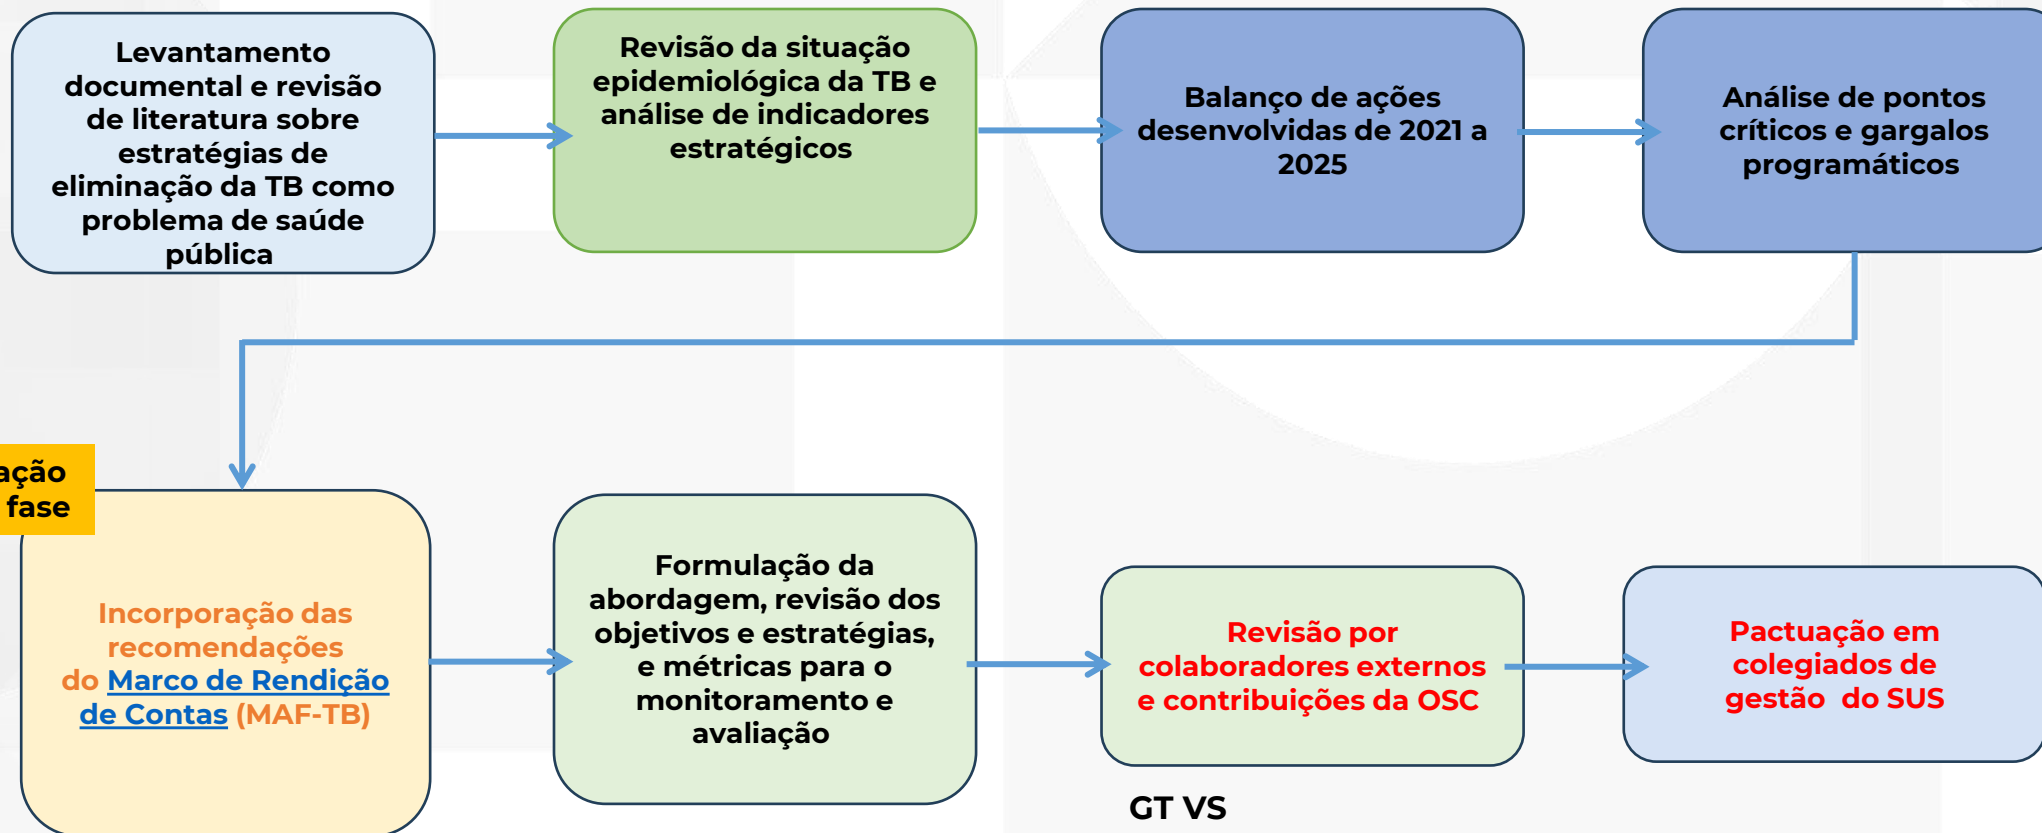 Levantamento
documental e revisão
de literatura sobre
estratégias de
eliminação da TB como
problema de saúde
pública
Revisão da situação
epidemiológica da TB e
análise de indicadores
estratégicos
Balanço de ações
desenvolvidas de 2021 a
2025
Análise de pontos
críticos e gargalos
programáticos
fase
Incorporação das
recomendações
do Marco de Rendição
de Contas (MAF-TB)
Formulação da
abordagem, revisão dos
objetivos e estratégias,
e métricas para o
monitoramento e
avaliação
Revisão por
colaboradores externos
e contribuições da OSC
Pactuação em
colegiados de
gestão do SUS
GT VS